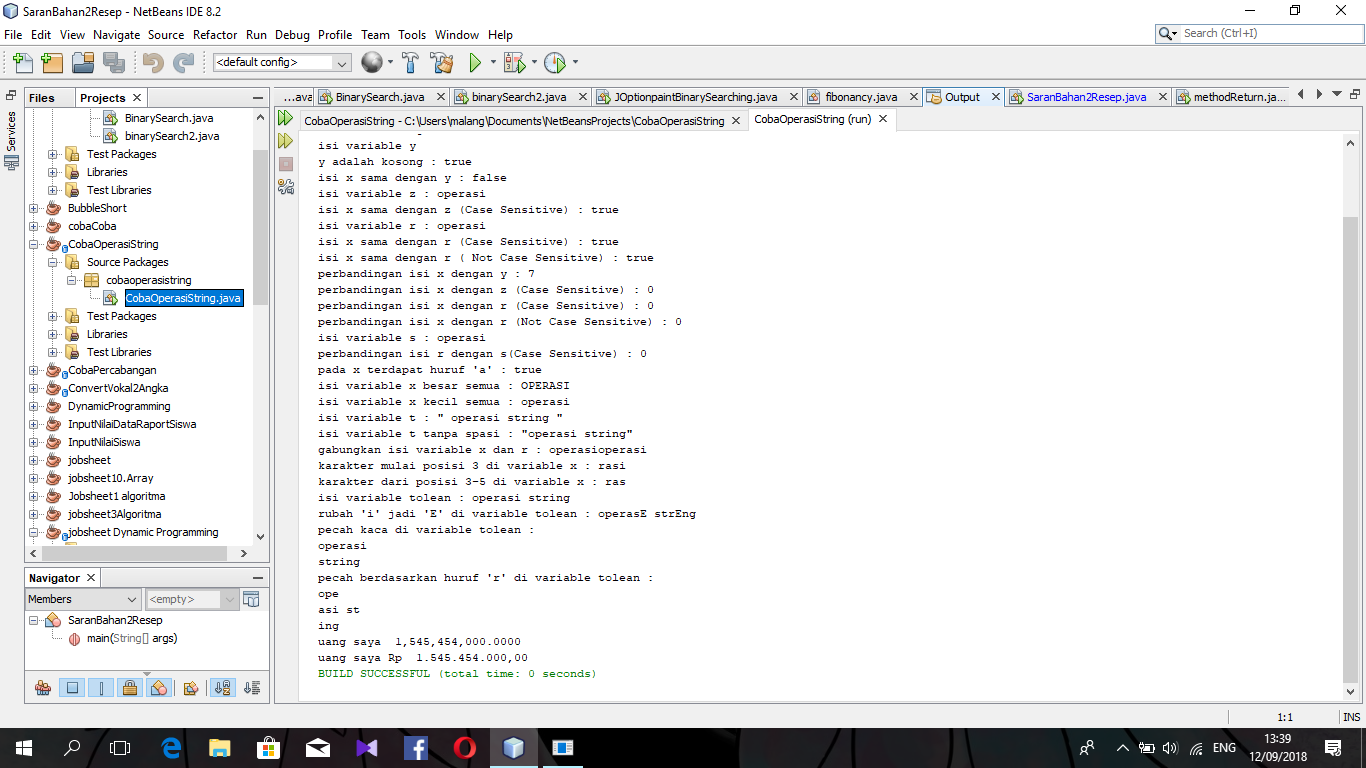 SaranBahan2Resep - NetBeans IDE 8.2
File Edit View Navigate Source Refactor Run Debug Profile Team Tools Window Help
Search (Ctrl+I)
<default config>
Services
Files Projects
BinarySearch.java
binarySearch2.java
Test Packages
Libraries
Test Libraries
BubbleShort
cobaCoba
CobaOperasiString
Source Packages
cobaoperasistring
CobaOperasiString.java
Test Packages
Libraries
Test Libraries
CobaPercabangan
ConvertVokal2Angka
DynamicProgramming
InputNilaiDataRaportSiswa
InputNilaiSiswa
jobsheet
jobsheet10.Array
Jobsheet1 algoritma
jobsheet3Algoritma
jobsheet Dynamic Programming
Navigator
Members <empty>
SaranBahan2Resep
main(String[] args)
...ava BinarySearch.java binarySearch2.java JOptionpaintBinarySearching.java fibonancy.java Output SaranBahan2Resep.java methodReturn.ja...
CobaOperasiString - C:\Users\malang\Documents\NetBeansProjects\CobaOperasiString CobaOperasiString (run)
isi variable y
y adalah kosong : true
isi x sama dengan y : false
isi variable z : operasi
isi x sama dengan z (Case Sensitive) : true
isi variable r : operasi
isi x sama dengan r (Case Sensitive) : true
isi x sama dengan r ( Not Case Sensitive) : true
perbandingan isi x dengan y : 7
perbandingan isi x dengan z (Case Sensitive) : 0
perbandingan isi x dengan r (Case Sensitive) : 0
perbandingan isi x dengan r (Not Case Sensitive) : 0
isi variable s : operasi
perbandingan isi r dengan s(Case Sensitive) : 0
pada x terdapat huruf 'a' : true
isi variable x besar semua : OPERASI
isi variable x kecil semua : operasi
isi variable t : " operasi string "
isi variable t tanpa spasi : "operasi string"
gabungkan isi variable x dan r : operasioperasi
karakter mulai posisi 3 di variable x : rasi
karakter dari posisi 3-5 di variable x : ras
isi variable tolean : operasi string
rubah 'i' jadi 'E' di variable tolean : operasE strEng
pecah kaca di variable tolean :
operasi
string
pecah berdasarkan huruf 'r' di variable tolean :
ope
asi st
ing
uang saya  1,545,454,000.0000
uang saya Rp  1.545.454.000,00
BUILD SUCCESSFUL (total time: 0 seconds)
1:1 INS
ENG
13:39
12/09/2018